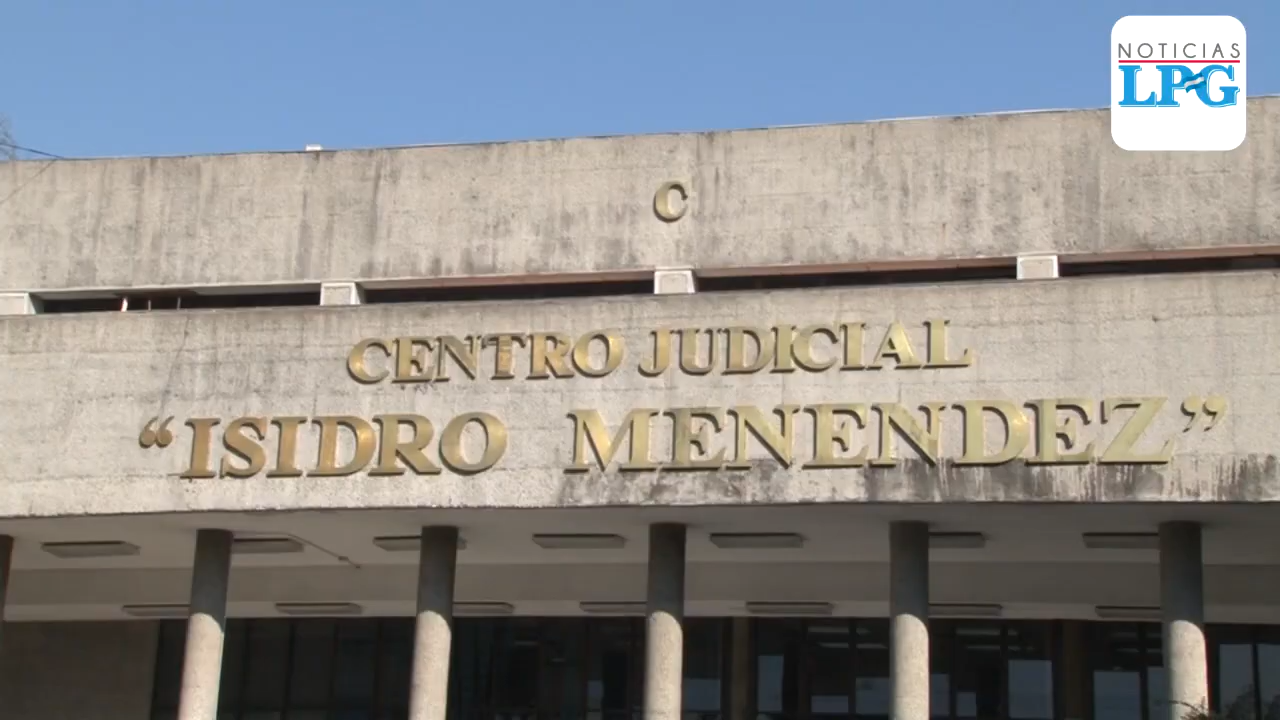 NOTICIAS
LPG
C
CENTRO JUDICIAL
“ISIDRO MENENDEZ”